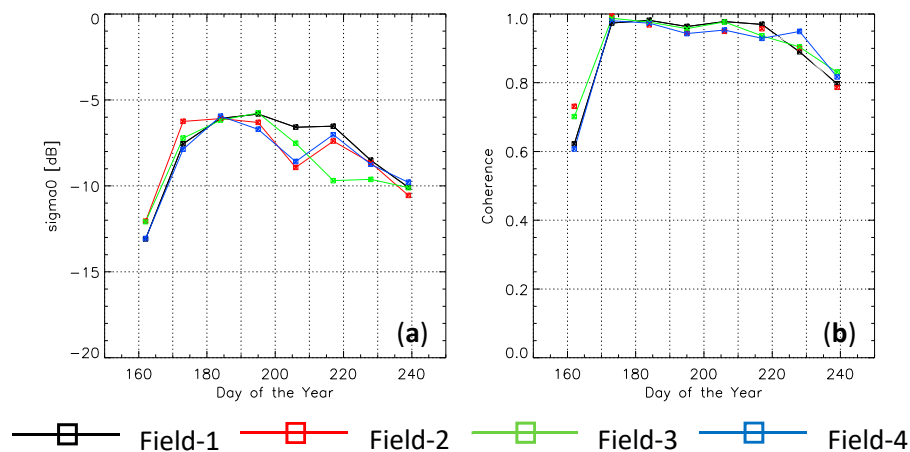 0
−5
−10
−15
−20
sigma0 [dB]
(a)
160 180 200 220 240
Day of the Year
1.0
0.8
0.6
0.4
0.2
0.0
Coherence
(b)
160 180 200 220 240
Day of the Year
Field-1 Field-2 Field-3 Field-4